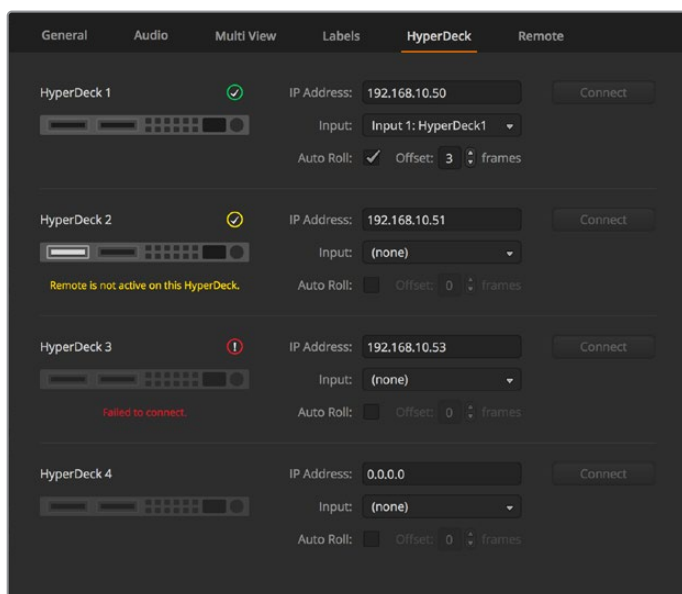 General Audio Multi View Labels HyperDeck Remote
HyperDeck 1 IP Address: 192.168.10.50 Connect
Input: Input 1: HyperDeck1
Auto Roll: Offset: 3 frames
HyperDeck 2 IP Address: 192.168.10.51 Connect
Input: (none)
Remote is not active on this HyperDeck. Auto Roll: Offset: 0 frames
HyperDeck 3 IP Address: 192.168.10.53 Connect
Input: (none)
Failed to connect. Auto Roll: Offset: 0 frames
HyperDeck 4 IP Address: 0.0.0.0 Connect
Input: (none)
Auto Roll: Offset: 0 frames